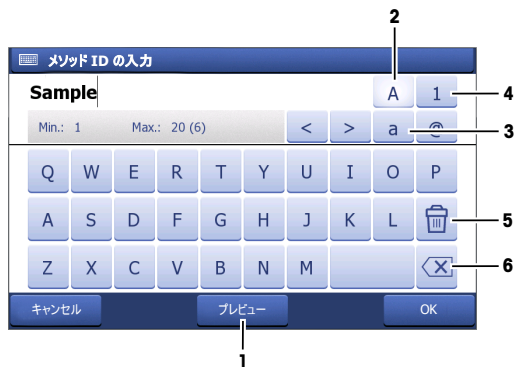 2
メソッド ID の入力
Sample
A 1 4
Min.: 1 Max.: 20 (6) < > a @ 3
Q W E R T Y U I O P
A S D F G H J K L 5
Z X C V B N M 6
キャンセル プレビュー OK
1